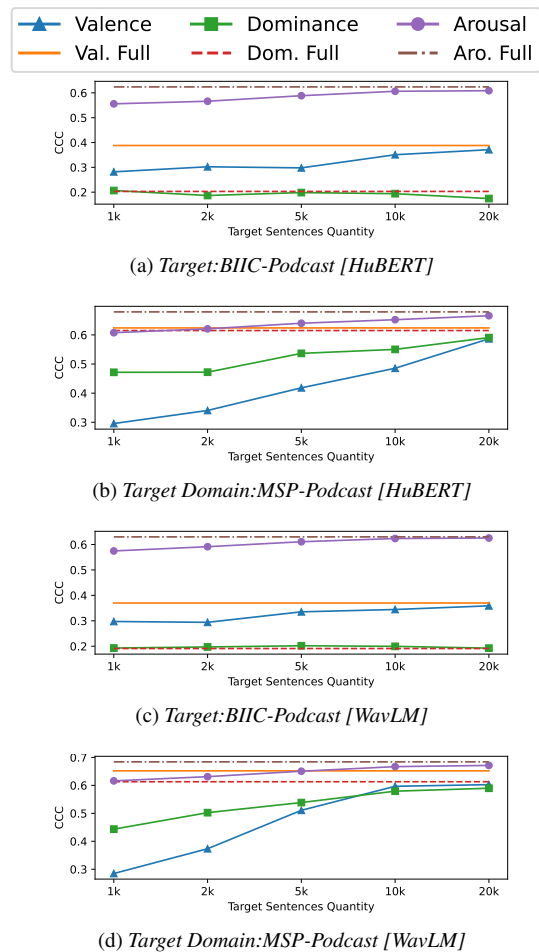 Valence Dominance Arousal
Val. Full Dom. Full Aro. Full
0.6
0.5
0.4
0.3
0.2
CCC
1k 2k 5k 10k 20k
Target Sentences Quantity
(a) Target:BIIC-Podcast [HuBERT]
0.6
0.5
0.4
0.3
CCC
1k 2k 5k 10k 20k
Target Sentences Quantity
(b) Target Domain:MSP-Podcast [HuBERT]
0.6
0.5
0.4
0.3
0.2
CCC
1k 2k 5k 10k 20k
Target Sentences Quantity
(c) Target:BIIC-Podcast [WavLM]
0.7
0.6
0.5
0.4
0.3
CCC
1k 2k 5k 10k 20k
Target Sentences Quantity
(d) Target Domain:MSP-Podcast [WavLM]